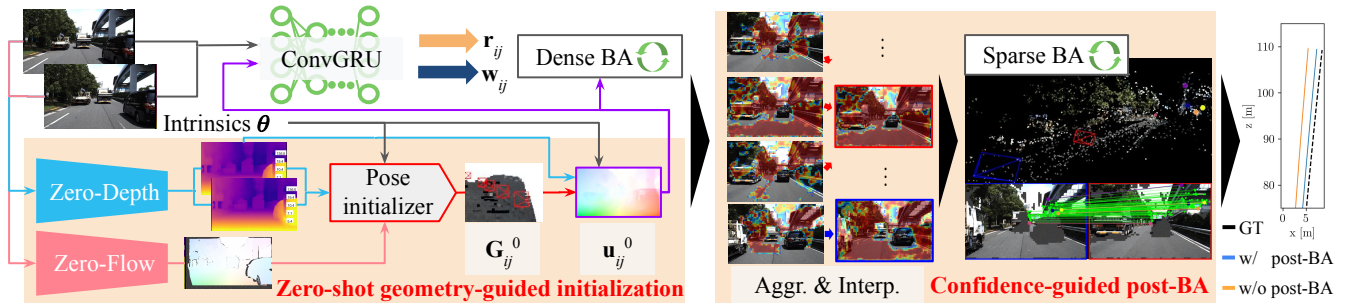 ConvGRU
r_ij
w_ij
Dense BA
Intrinsics θ
Zero-Depth
Pose
initializer
Zero-Flow
G_ij^0
u_ij^0
Zero-shot geometry-guided initialization
Aggr. & Interp.
Sparse BA
Confidence-guided post-BA
z [m]
110
100
90
80
5
x [m]
GT
w/ post-BA
w/o post-BA